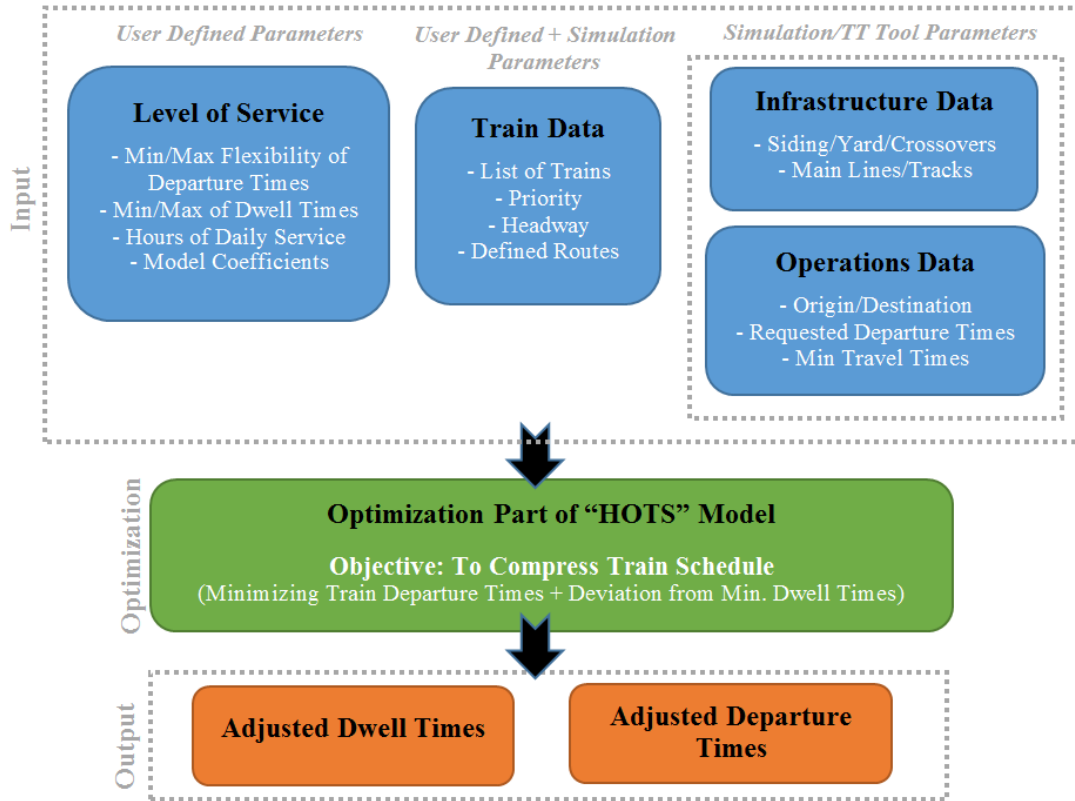 User Defined Parameters
User Defined + Simulation
Parameters
Simulation/TT Tool Parameters
Input
Level of Service
- Min/Max Flexibility of
Departure Times
- Min/Max of Dwell Times
- Hours of Daily Service
- Model Coefficients
Train Data
- List of Trains
- Priority
- Headway
- Defined Routes
Infrastructure Data
- Siding/Yard/Crossovers
- Main Lines/Tracks
Operations Data
- Origin/Destination
- Requested Departure Times
- Min Travel Times
Optimization
Optimization Part of “HOTS” Model
Objective: To Compress Train Schedule
(Minimizing Train Departure Times + Deviation from Min. Dwell Times)
Output
Adjusted Dwell Times
Adjusted Departure
Times